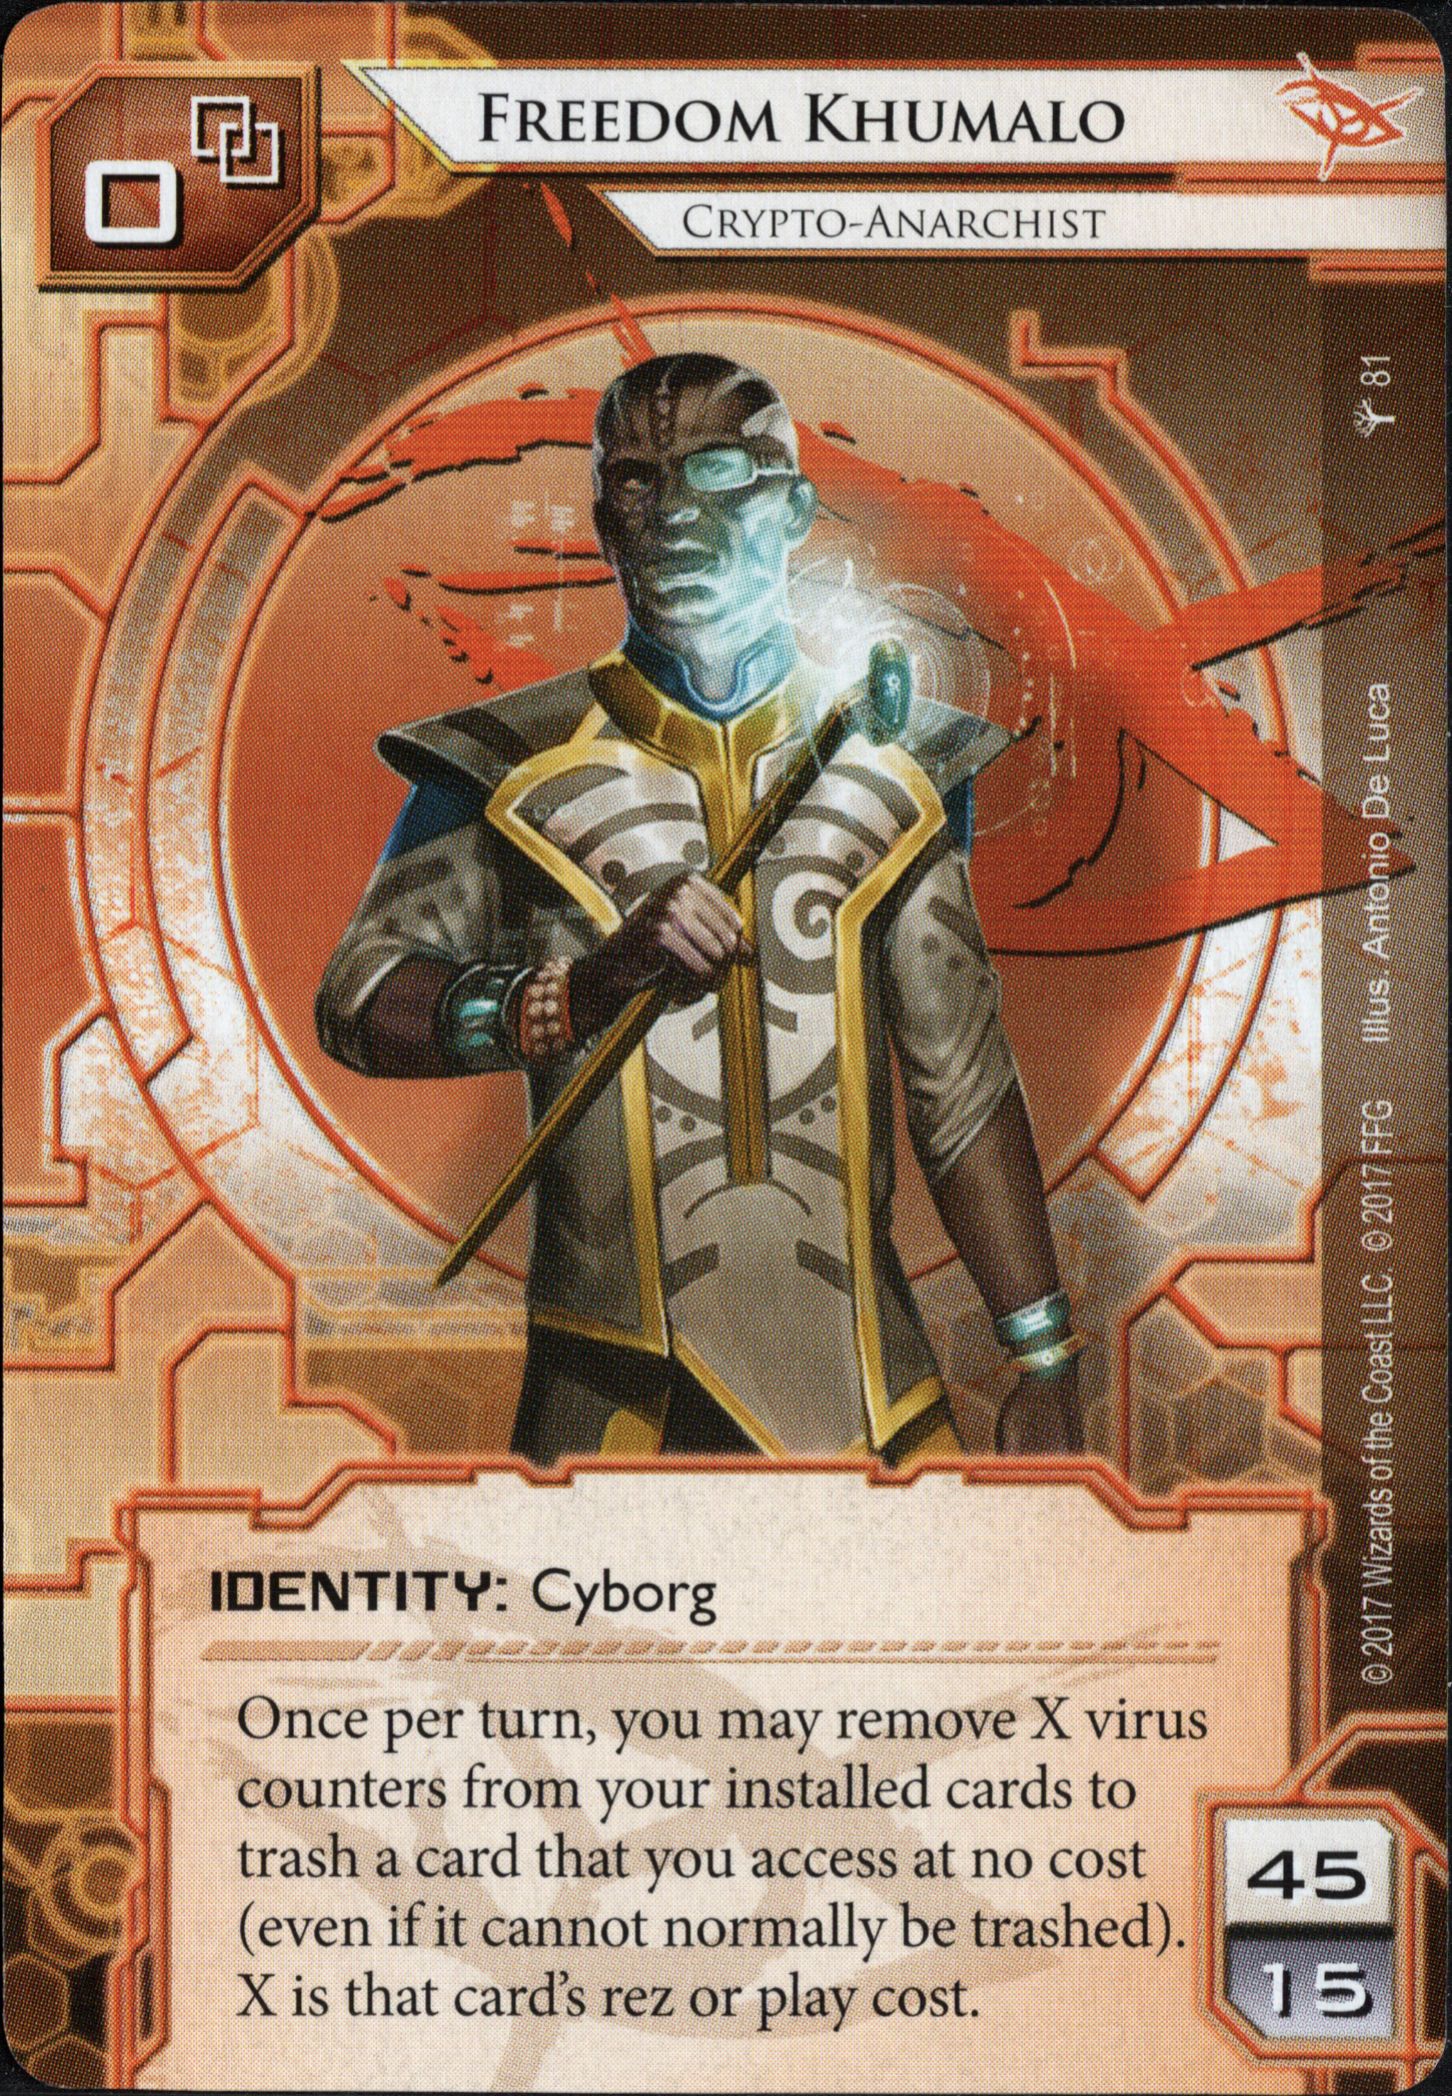 0
Freedom Khumalo
Crypto-Anarchist
81
Illus. Antonio De Luca
© 2017 Wizards of the Coast LLC. © 2017 FFG
IDENTITY: Cyborg
Once per turn, you may remove X virus
counters from your installed cards to
trash a card that you access at no cost
(even if it cannot normally be trashed).
X is that card's rez or play cost.
45
15